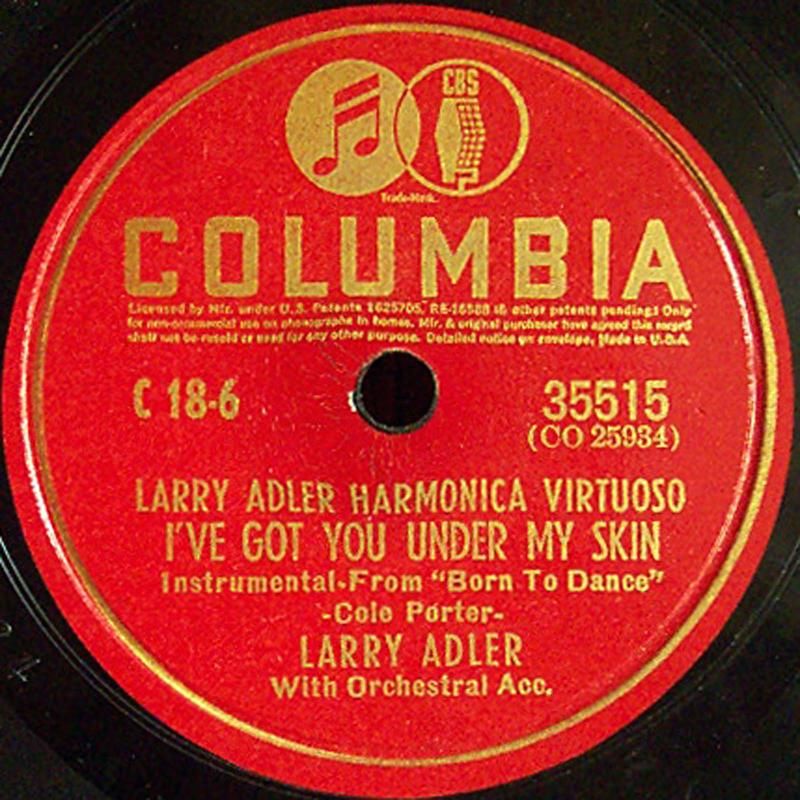 CBS
Trade-Mark.
COLUMBIA
Licensed by Mfr. under U.S. Patents 1625705, RE-16588 (& other patents pending.) Only
for non-commercial use on phonographs in homes. Mfr. & original purchaser have agreed this record
shall not be resold or used for any other purpose. Detailed notice on envelope. Made in U.S.A.
C 18-6
35515
(CO 25934)
LARRY ADLER HARMONICA VIRTUOSO
I'VE GOT YOU UNDER MY SKIN
Instrumental-From "Born To Dance"
-Cole Porter-
LARRY ADLER
With Orchestral Acc.